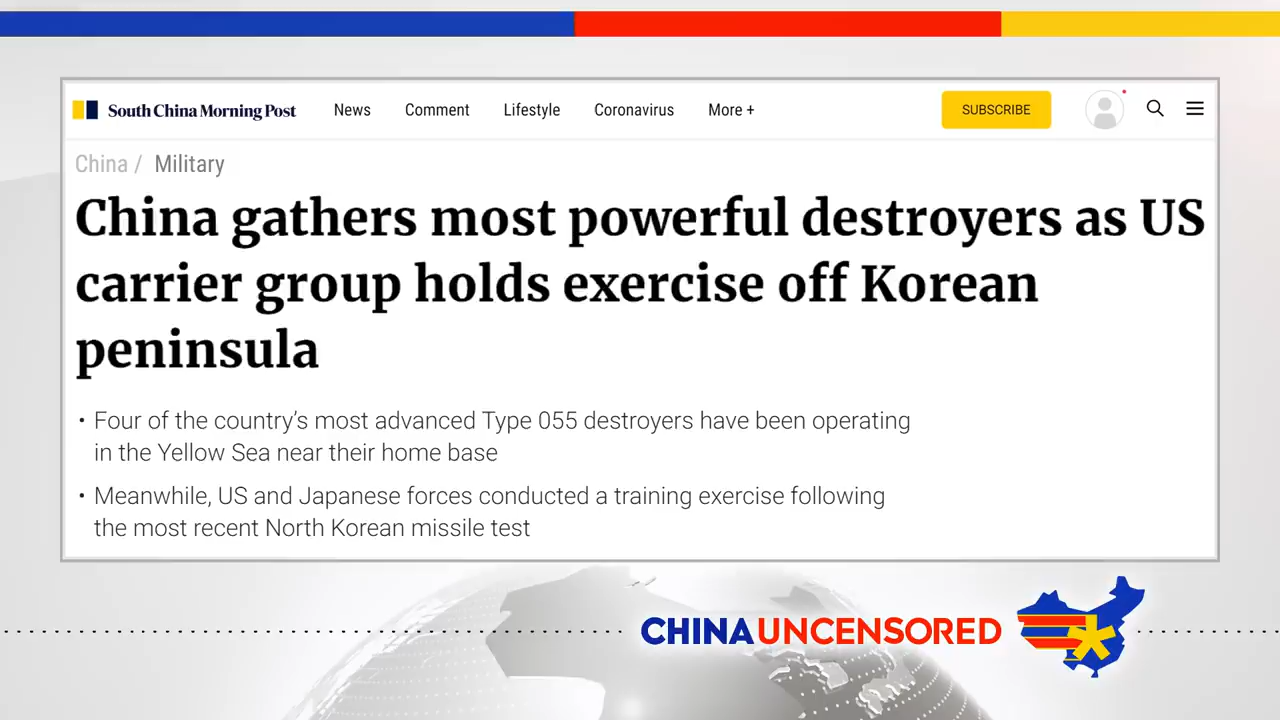 South China Morning Post News Comment Lifestyle Coronavirus More + SUBSCRIBE
China / Military
China gathers most powerful destroyers as US
carrier group holds exercise off Korean
peninsula
• Four of the country’s most advanced Type 055 destroyers have been operating
in the Yellow Sea near their home base
• Meanwhile, US and Japanese forces conducted a training exercise following
the most recent North Korean missile test
CHINA UNCENSORED